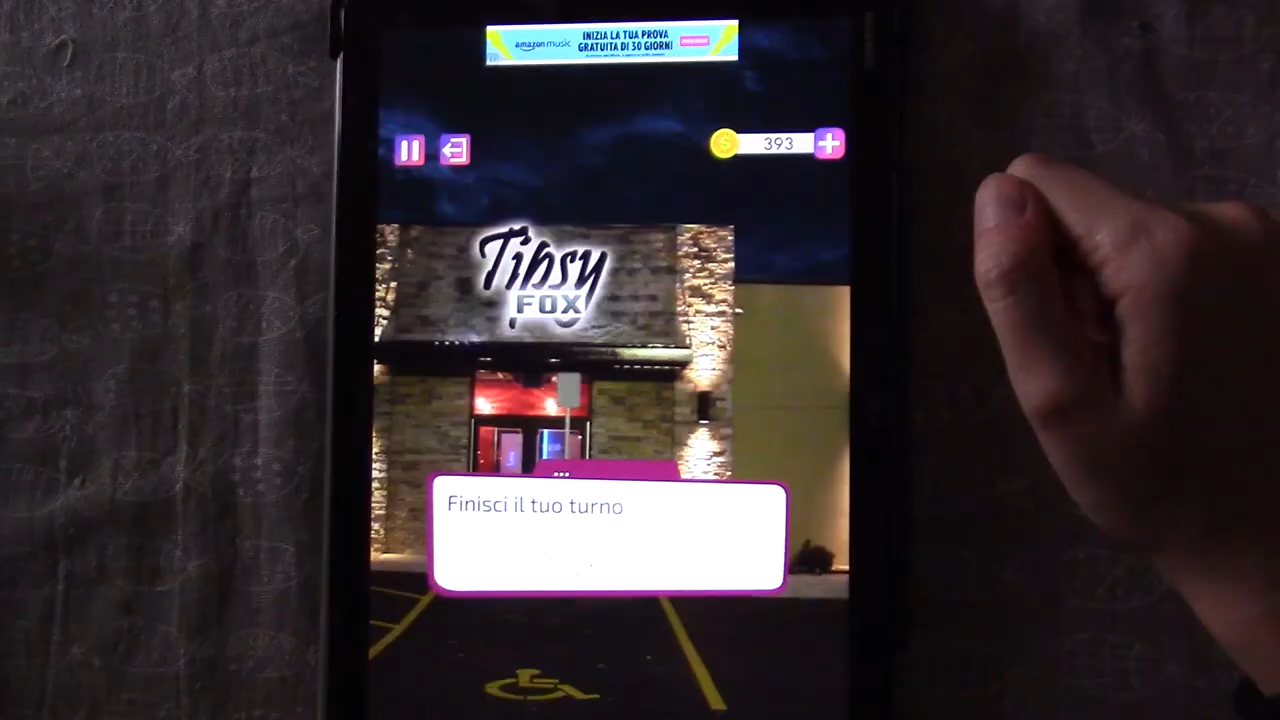 amazon music
INIZIA LA TUA PROVA
GRATUITA DI 30 GIORNI
393
Tipsy
FOX
Finisci il tuo turno